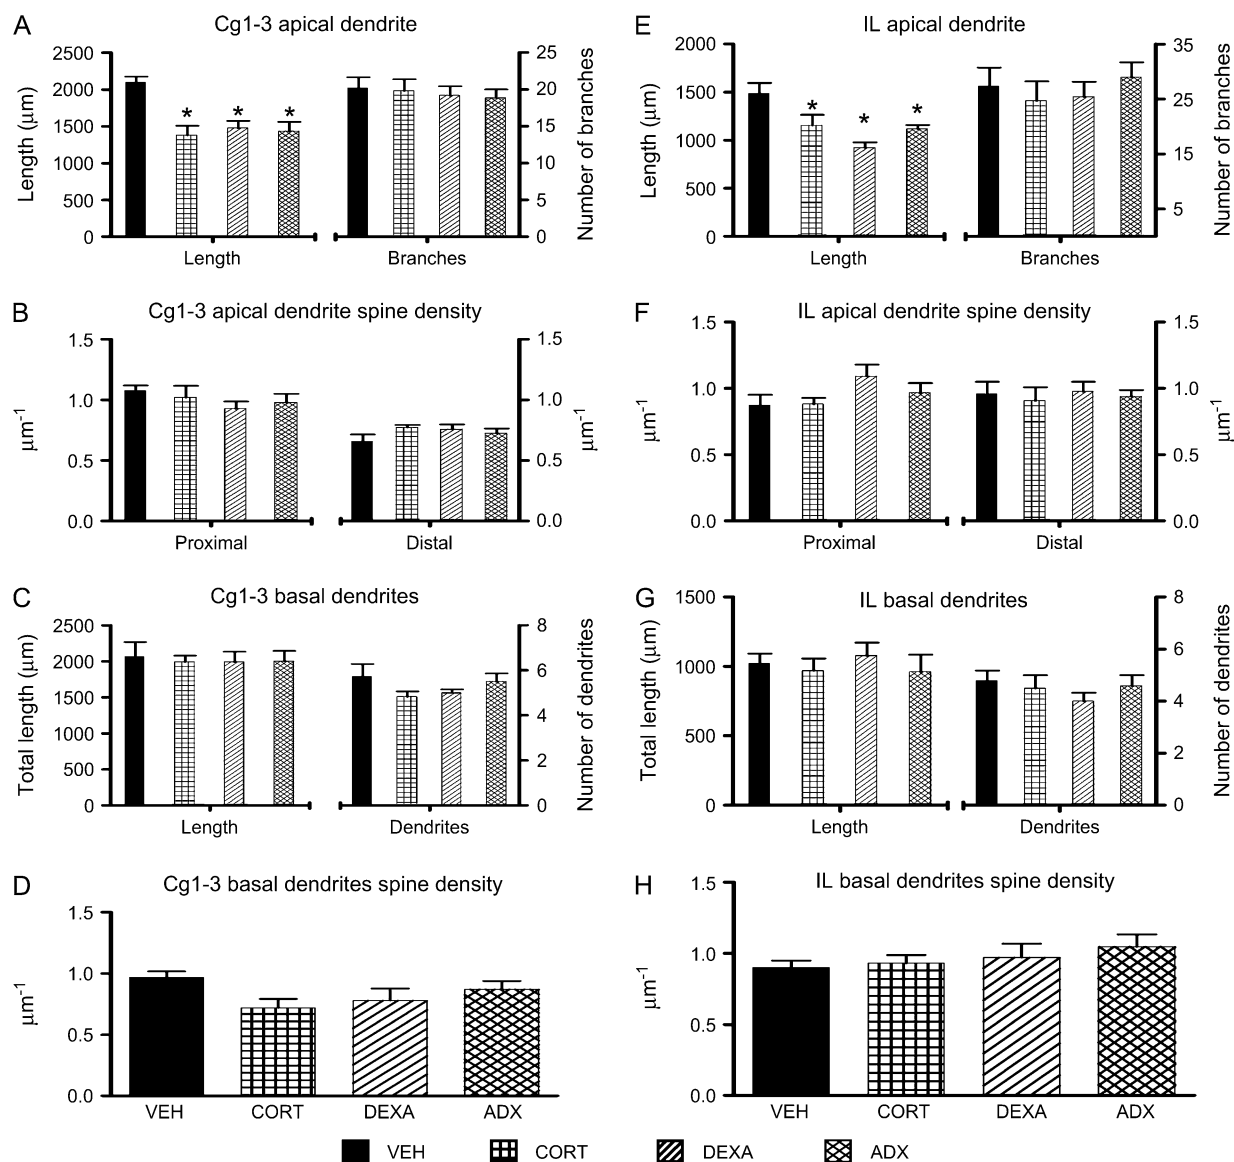 A
Cg1-3 apical dendrite
2500
2000
1500
1000
500
0
Length (μm)
* * *
25
20
15
10
5
0
Number of branches
Length
Branches
E
IL apical dendrite
2000
1500
1000
500
0
Length (μm)
* * *
35
25
15
5
Number of branches
Length
Branches
B
Cg1-3 apical dendrite spine density
1.5
1.0
0.5
0.0
μm⁻¹
1.5
1.0
0.5
0.0
μm⁻¹
Proximal
Distal
F
IL apical dendrite spine density
1.5
1.0
0.5
0.0
μm⁻¹
1.5
1.0
0.5
0.0
μm⁻¹
Proximal
Distal
C
Cg1-3 basal dendrites
2500
2000
1500
1000
500
0
Total length (μm)
8
6
4
2
0
Number of dendrites
Length
Dendrites
G
IL basal dendrites
1500
1000
500
0
Total length (μm)
8
6
4
2
0
Number of dendrites
Length
Dendrites
D
Cg1-3 basal dendrites spine density
1.5
1.0
0.5
0.0
μm⁻¹
VEH CORT DEXA ADX
H
IL basal dendrites spine density
1.5
1.0
0.5
0.0
μm⁻¹
VEH CORT DEXA ADX
VEH CORT DEXA ADX